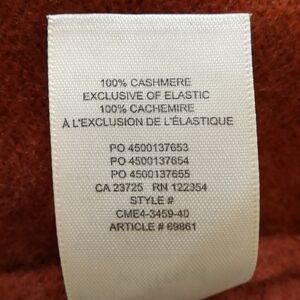 100% CASHMERE
EXCLUSIVE OF ELASTIC
100% CACHEMIRE
À L'EXCLUSION DE L'ÉLASTIQUE
PO 4500137653
PO 4500137654
PO 4500137655
CA 23725 RN 122354
STYLE #
CME4-3459-40
ARTICLE # 69861